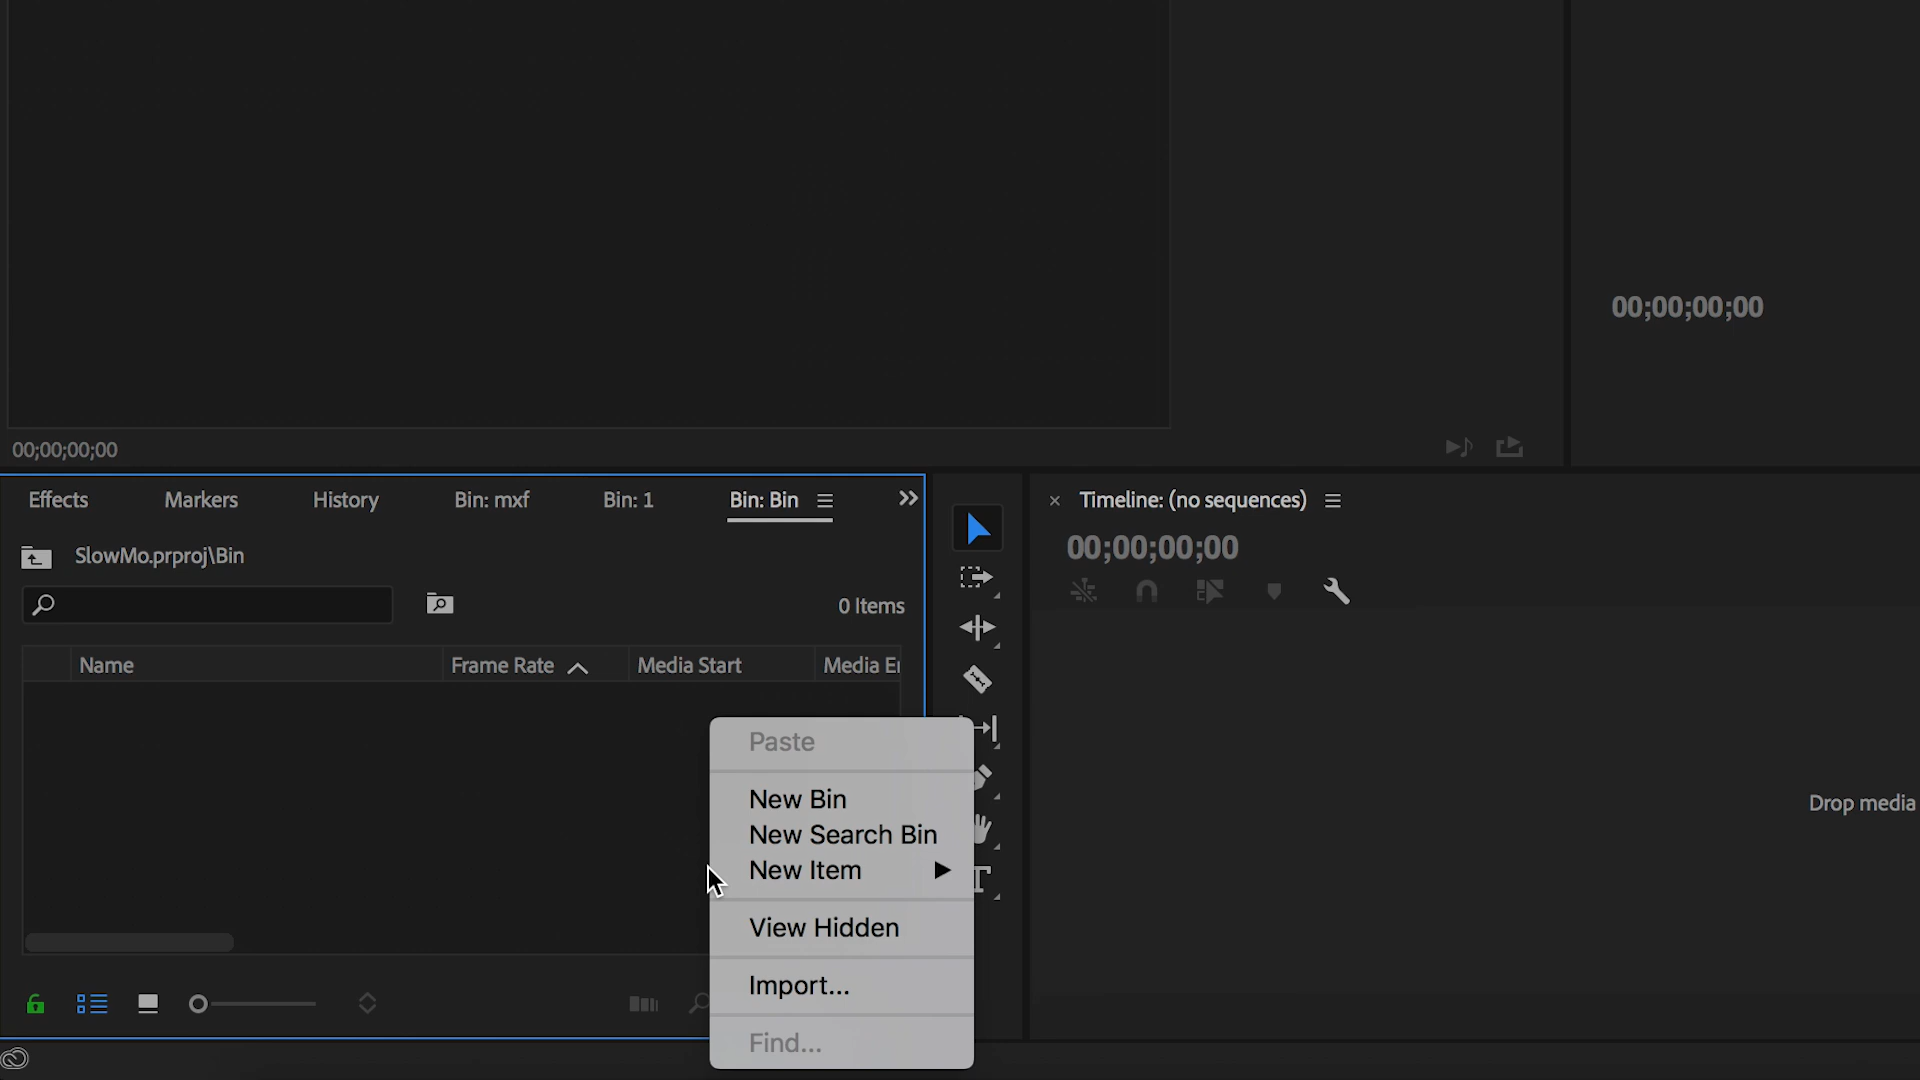 00;00;00;00
00;00;00;00
Effects
Markers
History
Bin: mxf
Bin: 1
Bin: Bin
Timeline: (no sequences)
00;00;00;00
SlowMo.prproj\Bin
0 Items
Name
Frame Rate
Media Start
Media
Paste
New Bin
New Search Bin
New Item
View Hidden
Import...
Find...
Drop media